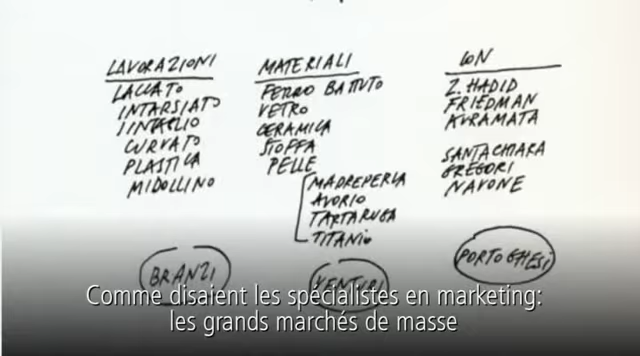 LAVORAZIONI
LACCATO
INTARSIATO
INTAGLIO
CURVATO
PLASTICA
MIDOLLINO
BRANZI
MATERIALI
FERRO BATTUTO
VETRO
CERAMICA
STOFFA
PELLE
MADREPERLA
AVORIO
TARTARUGA
TITANIO
VENTURI
CON
Z. HADID
FRIEDMAN
KURAMATA
SANTACHIARA
GREGORI
NAVONE
PORTOGHESI
Comme disaient les spécialistes en marketing:
les grands marchés de masse